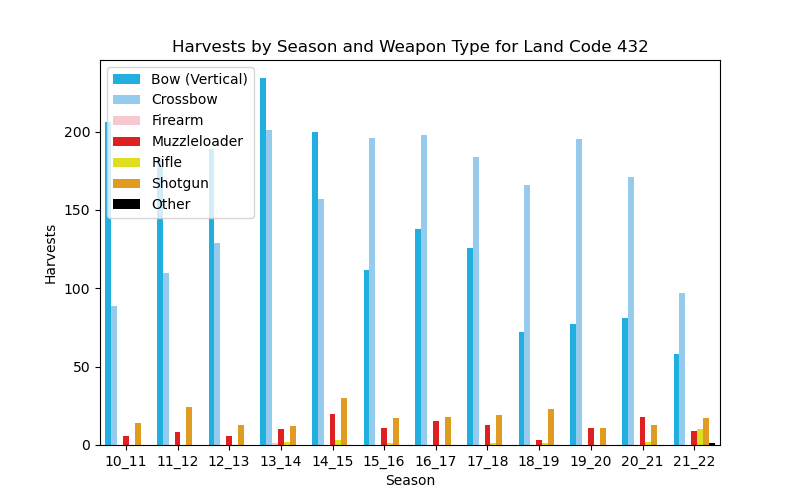 Harvests by Season and Weapon Type for Land Code 432
Bow (Vertical)
Crossbow
Firearm
Muzzleloader
Rifle
Shotgun
Other
Harvests
200
150
100
50
0
10_11 11_12 12_13 13_14 14_15 15_16 16_17 17_18 18_19 19_20 20_21 21_22
Season